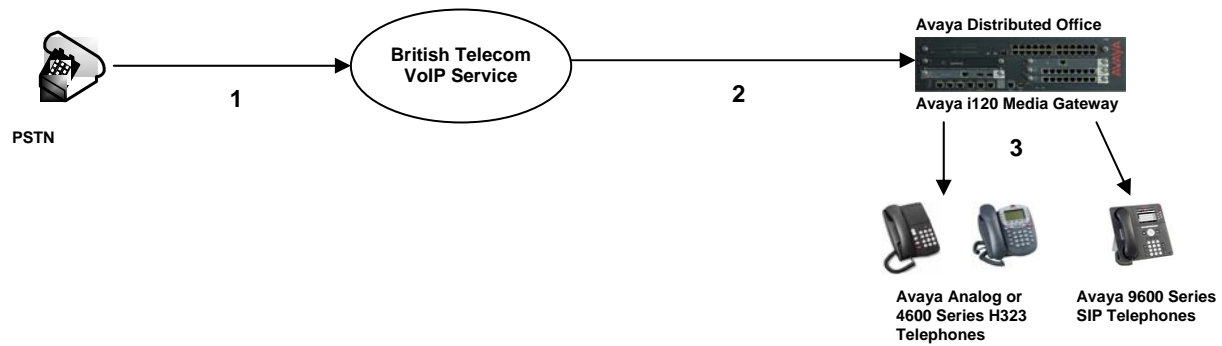 Avaya Distributed Office
British Telecom
VoIP Service
AVAYA
1
2
Avaya i120 Media Gateway
PSTN
3
Avaya Analog or
4600 Series H323
Telephones
Avaya 9600 Series
SIP Telephones